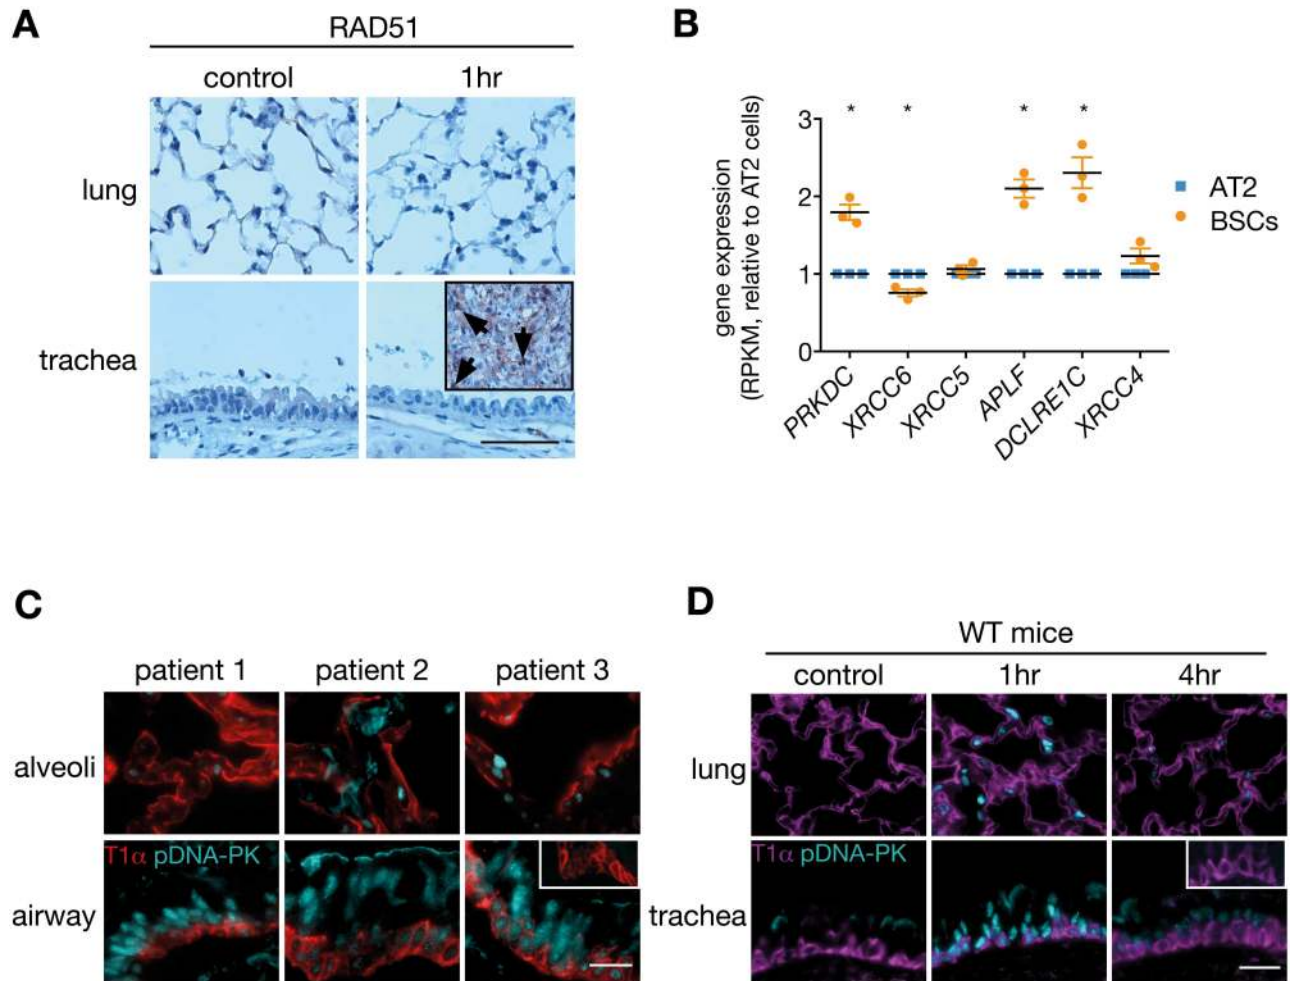 A
RAD51
control 1hr
lung
trachea
B
gene expression
(RPKM, relative to AT2 cells)
3
2
1
0
* * * *
PRKDC
XRCC6
XRCC5
APLF
DCLRE1C
XRCC4
AT2
BSCs
C
patient 1 patient 2 patient 3
alveoli
T1α pDNA-PK
airway
D
WT mice
control 1hr 4hr
lung
T1α pDNA-PK
trachea